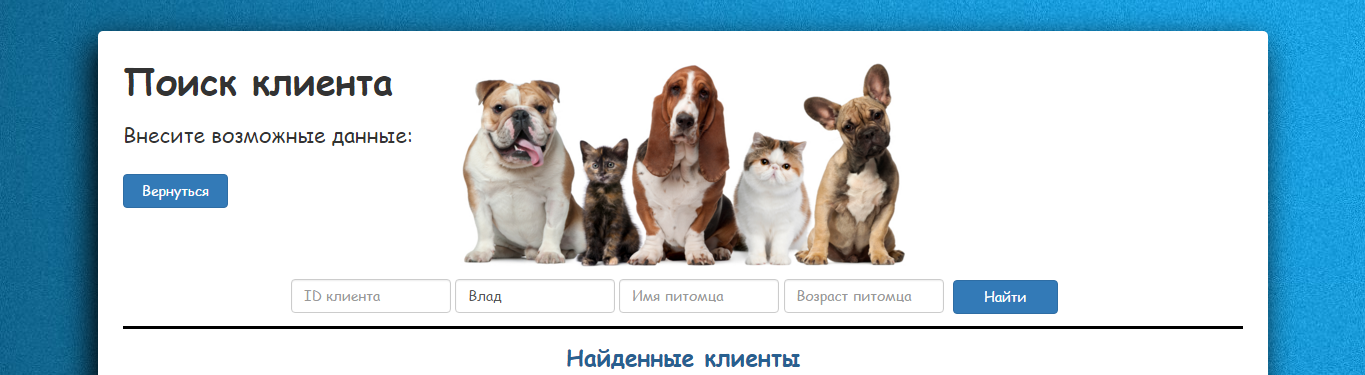 Поиск клиента
Внесите возможные данные:
Вернуться
ID клиента
Влад
Имя питомца
Возраст питомца
Найти
Найденные клиенты